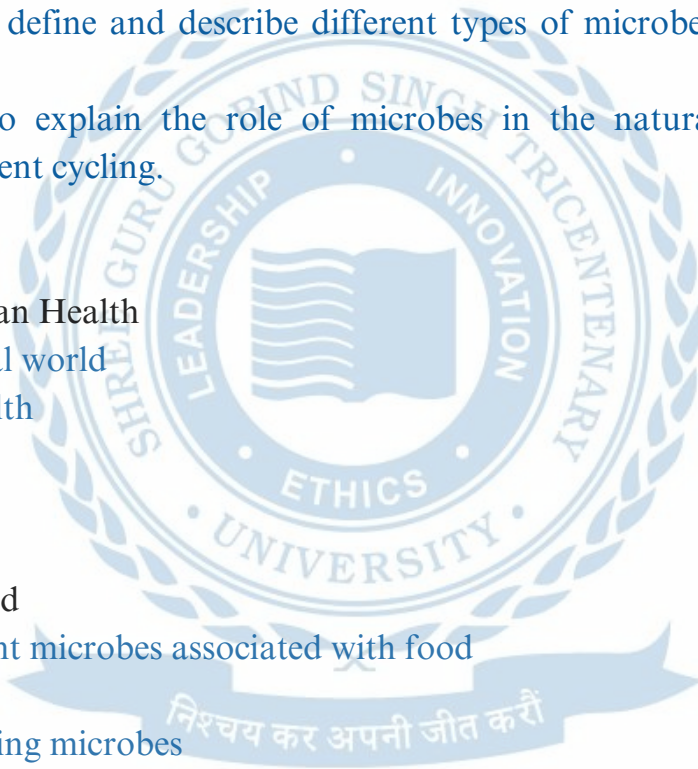 define and describe different types of microbe
o explain the role of microbes in the natura
ent cycling.
an Health
al world
lth
d
nt microbes associated with food
ing microbes
SHREE GURU GOBIND SINGH TRICENTENARY
UNIVERSITY
LEADERSHIP
INNOVATION
ETHICS
निश्चय कर अपनी जीत करौं